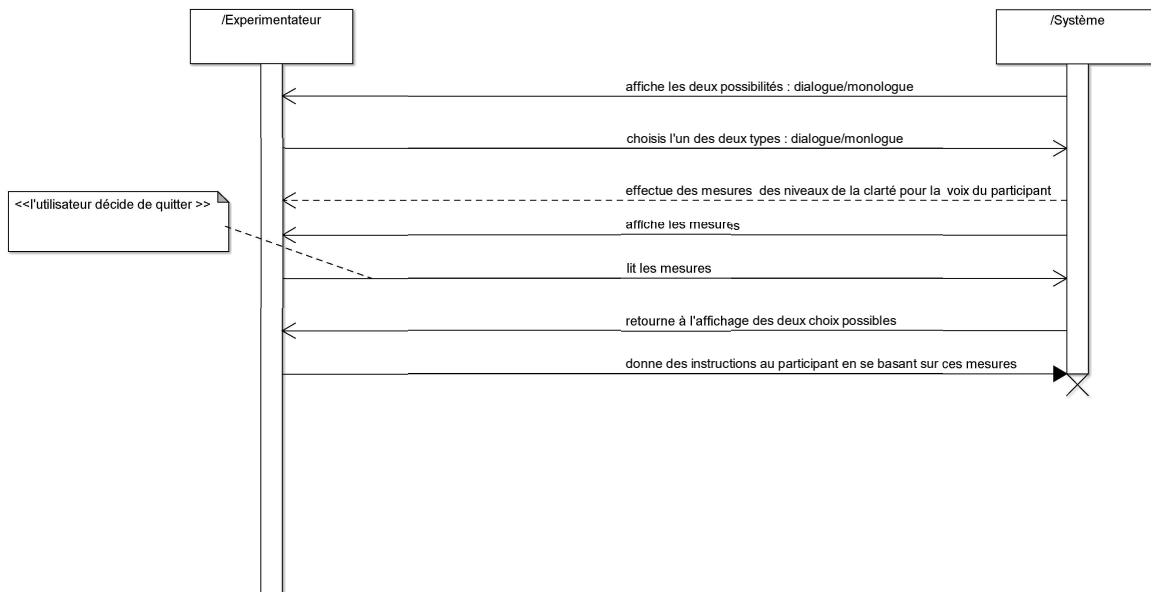 /Experimentateur
/Système
affiche les deux possibilités : dialogue/monologue
choisis l'un des deux types : dialogue/monlogue
effectue des mesures des niveaux de la clarté pour la voix du participant
<<l'utilisateur décide de quitter >>
affiche les mesures
lit les mesures
retourne à l'affichage des deux choix possibles
donne des instructions au participant en se basant sur ces mesures